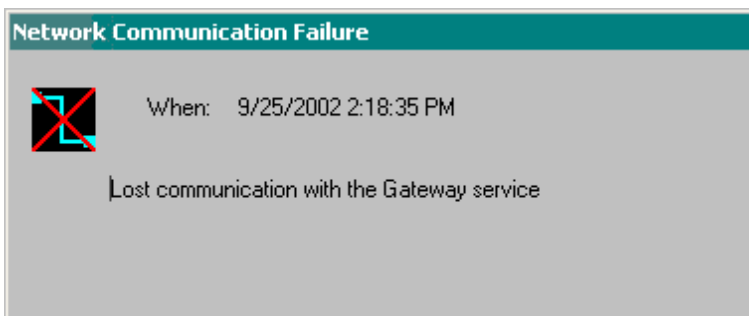 Network Communication Failure
When: 9/25/2002 2:18:35 PM
Lost communication with the Gateway service